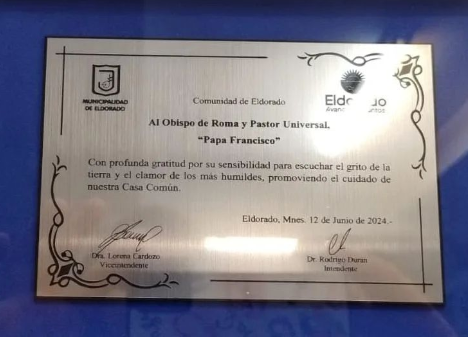 MUNICIPALIDAD
DE ELDORADO
Comunidad de Eldorado
Al Obispo de Roma y Pastor Universal,
“Papa Francisco”
Con profunda gratitud por su sensibilidad para escuchar el grito de la
tierra y el clamor de los más humildes, promoviendo el cuidado de
nuestra Casa Común.
Eldorado, Mnes. 12 de Junio de 2024.-
Dra. Lorena Cardozo
Viceintendente
Dr. Rodrigo Durán
Intendente